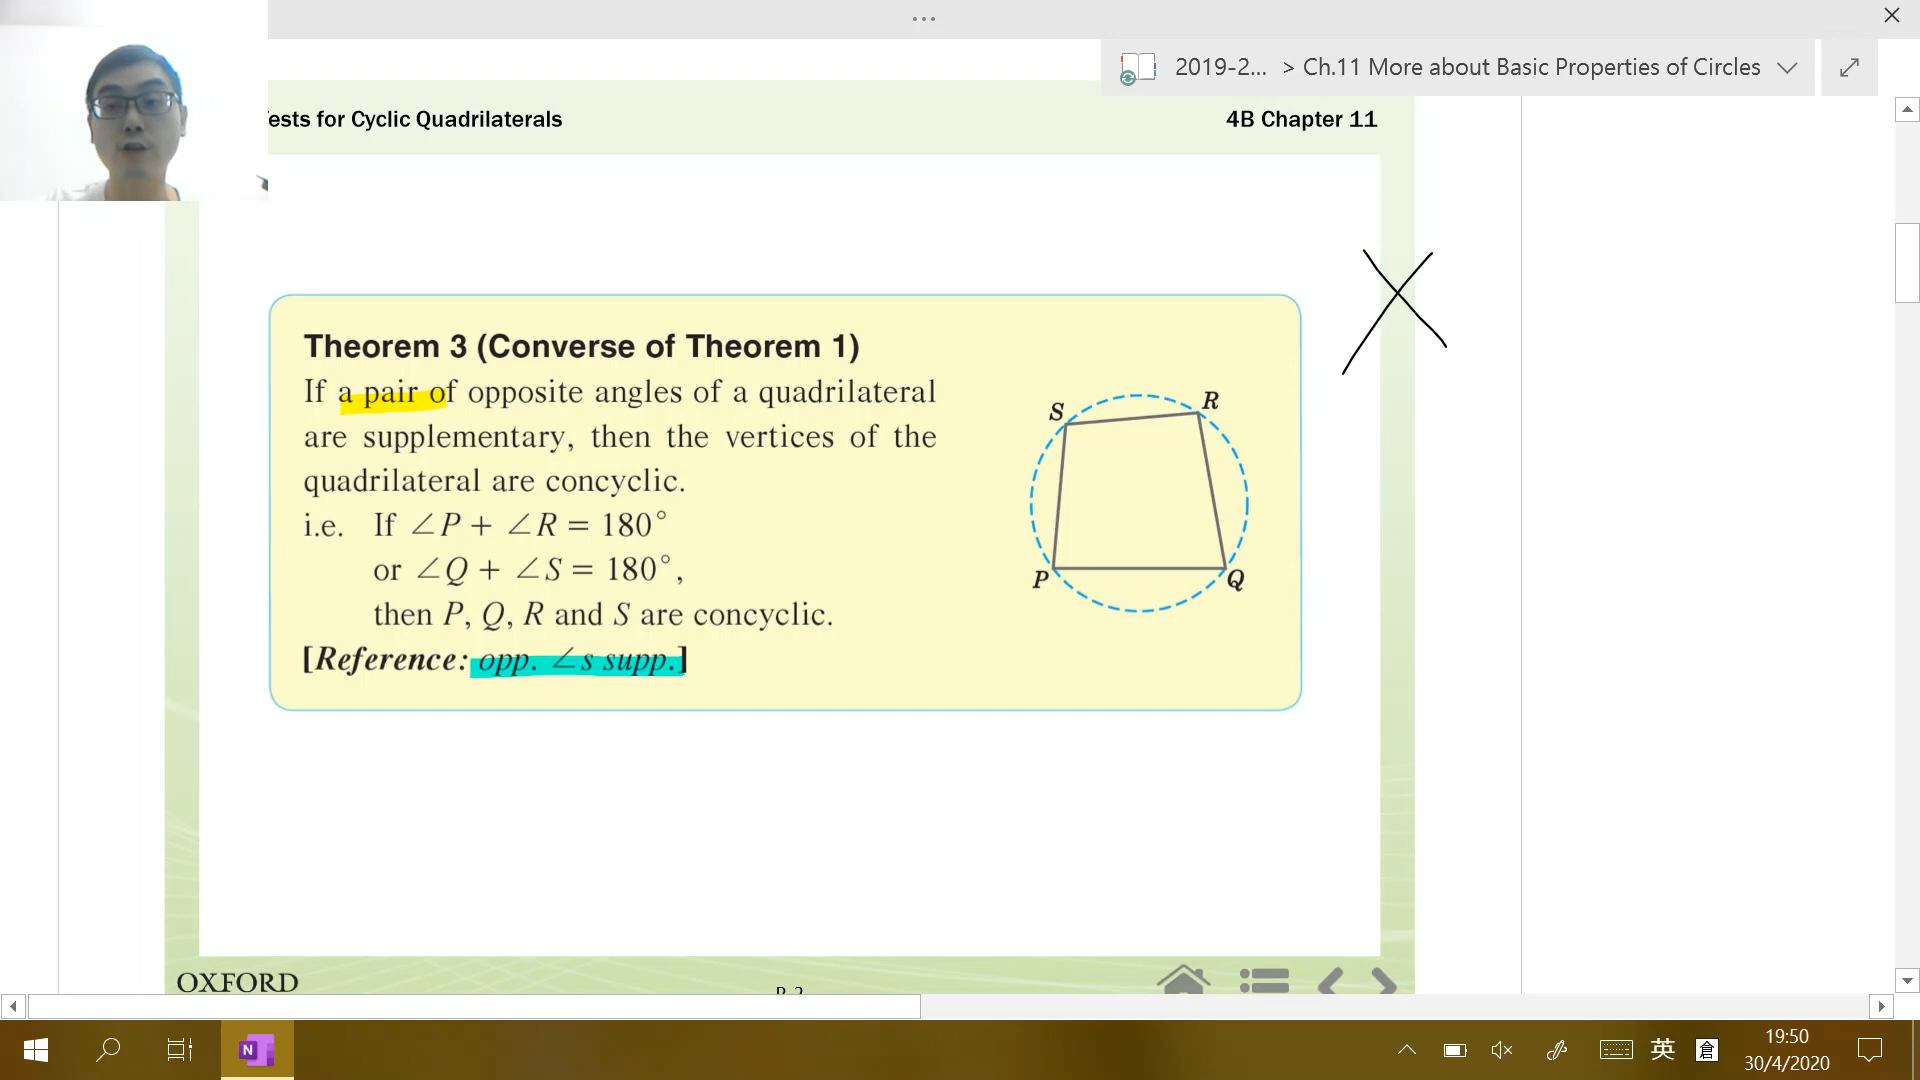 2019-2... > Ch.11 More about Basic Properties of Circles
ests for Cyclic Quadrilaterals
4B Chapter 11
Theorem 3 (Converse of Theorem 1)
If a pair of opposite angles of a quadrilateral
are supplementary, then the vertices of the
quadrilateral are concyclic.
i.e. If ∠P + ∠R = 180°
or ∠Q + ∠S = 180°,
then P, Q, R and S are concyclic.
[Reference: opp. ∠s supp.]
S
R
P
Q
OXFORD
P. 2
N
英
倉
19:50
30/4/2020